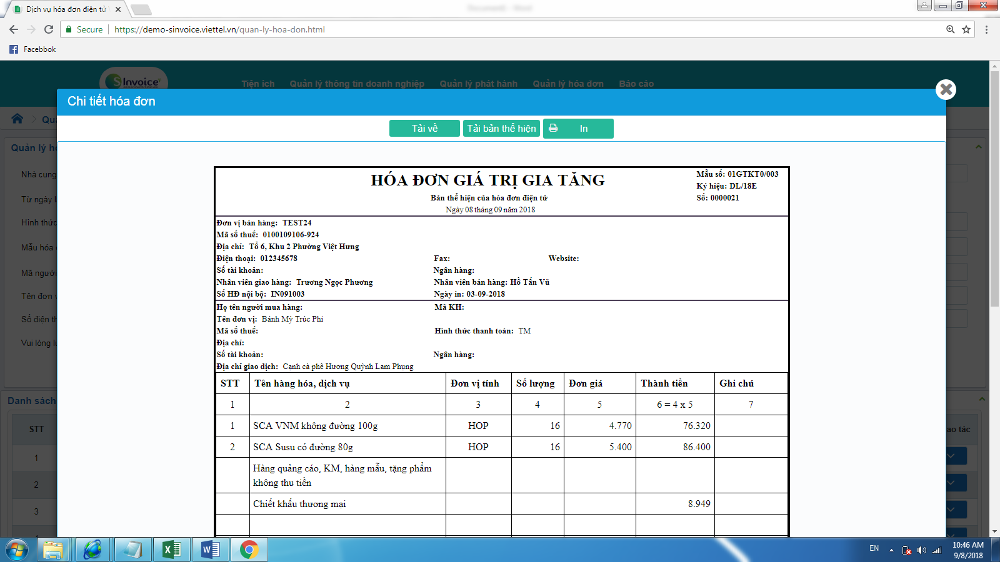 Dịch vụ hóa đơn điện tử
Secure https://demo-sinvoice.viettel.vn/quan-ly-hoa-don.html
Facebbok
SInvoice
Tiện ích Quản lý thông tin doanh nghiệp Quản lý phát hành Quản lý hóa đơn Báo cáo
Chi tiết hóa đơn
Tải về Tải bản thể hiện In
Quản lý
Nhà cung
Từ ngày
Hình thức
Mẫu hóa
Mã người
Tên đơn
Số điện
Vui lòng
HÓA ĐƠN GIÁ TRỊ GIA TĂNG
Bản thể hiện của hóa đơn điện tử
Ngày 08 tháng 09 năm 2018
Mẫu số: 01GTKT0/003
Ký hiệu: DL/18E
Số: 0000021
Đơn vị bán hàng: TEST24
Mã số thuế: 0100109106-924
Địa chỉ: Tổ 6, Khu 2 Phường Việt Hưng
Điện thoại: 012345678 Fax: Website:
Số tài khoản: Ngân hàng:
Nhân viên giao hàng: Trương Ngọc Phương Nhân viên bán hàng: Hồ Tấn Vũ
Số HĐ nội bộ: IN091003 Ngày in: 03-09-2018
Họ tên người mua hàng: Mã KH:
Tên đơn vị: Bánh Mỳ Trúc Phi
Mã số thuế: Hình thức thanh toán: TM
Địa chỉ:
Số tài khoản: Ngân hàng:
Địa chỉ giao dịch: Cạnh cà phê Hương Quỳnh Lam Phụng
STT Tên hàng hóa, dịch vụ Đơn vị tính Số lượng Đơn giá Thành tiền Ghi chú
1 2 3 4 5 6 = 4 x 5 7
1 SCA VNM không đường 100g HOP 16 4.770 76.320
2 SCA Susu có đường 80g HOP 16 5.400 86.400
Hàng quảng cáo, KM, hàng mẫu, tặng phẩm
không thu tiền
Chiết khấu thương mại 8.949
Danh sách
STT
tác
1
2
3
EN
10:46 AM
9/8/2018